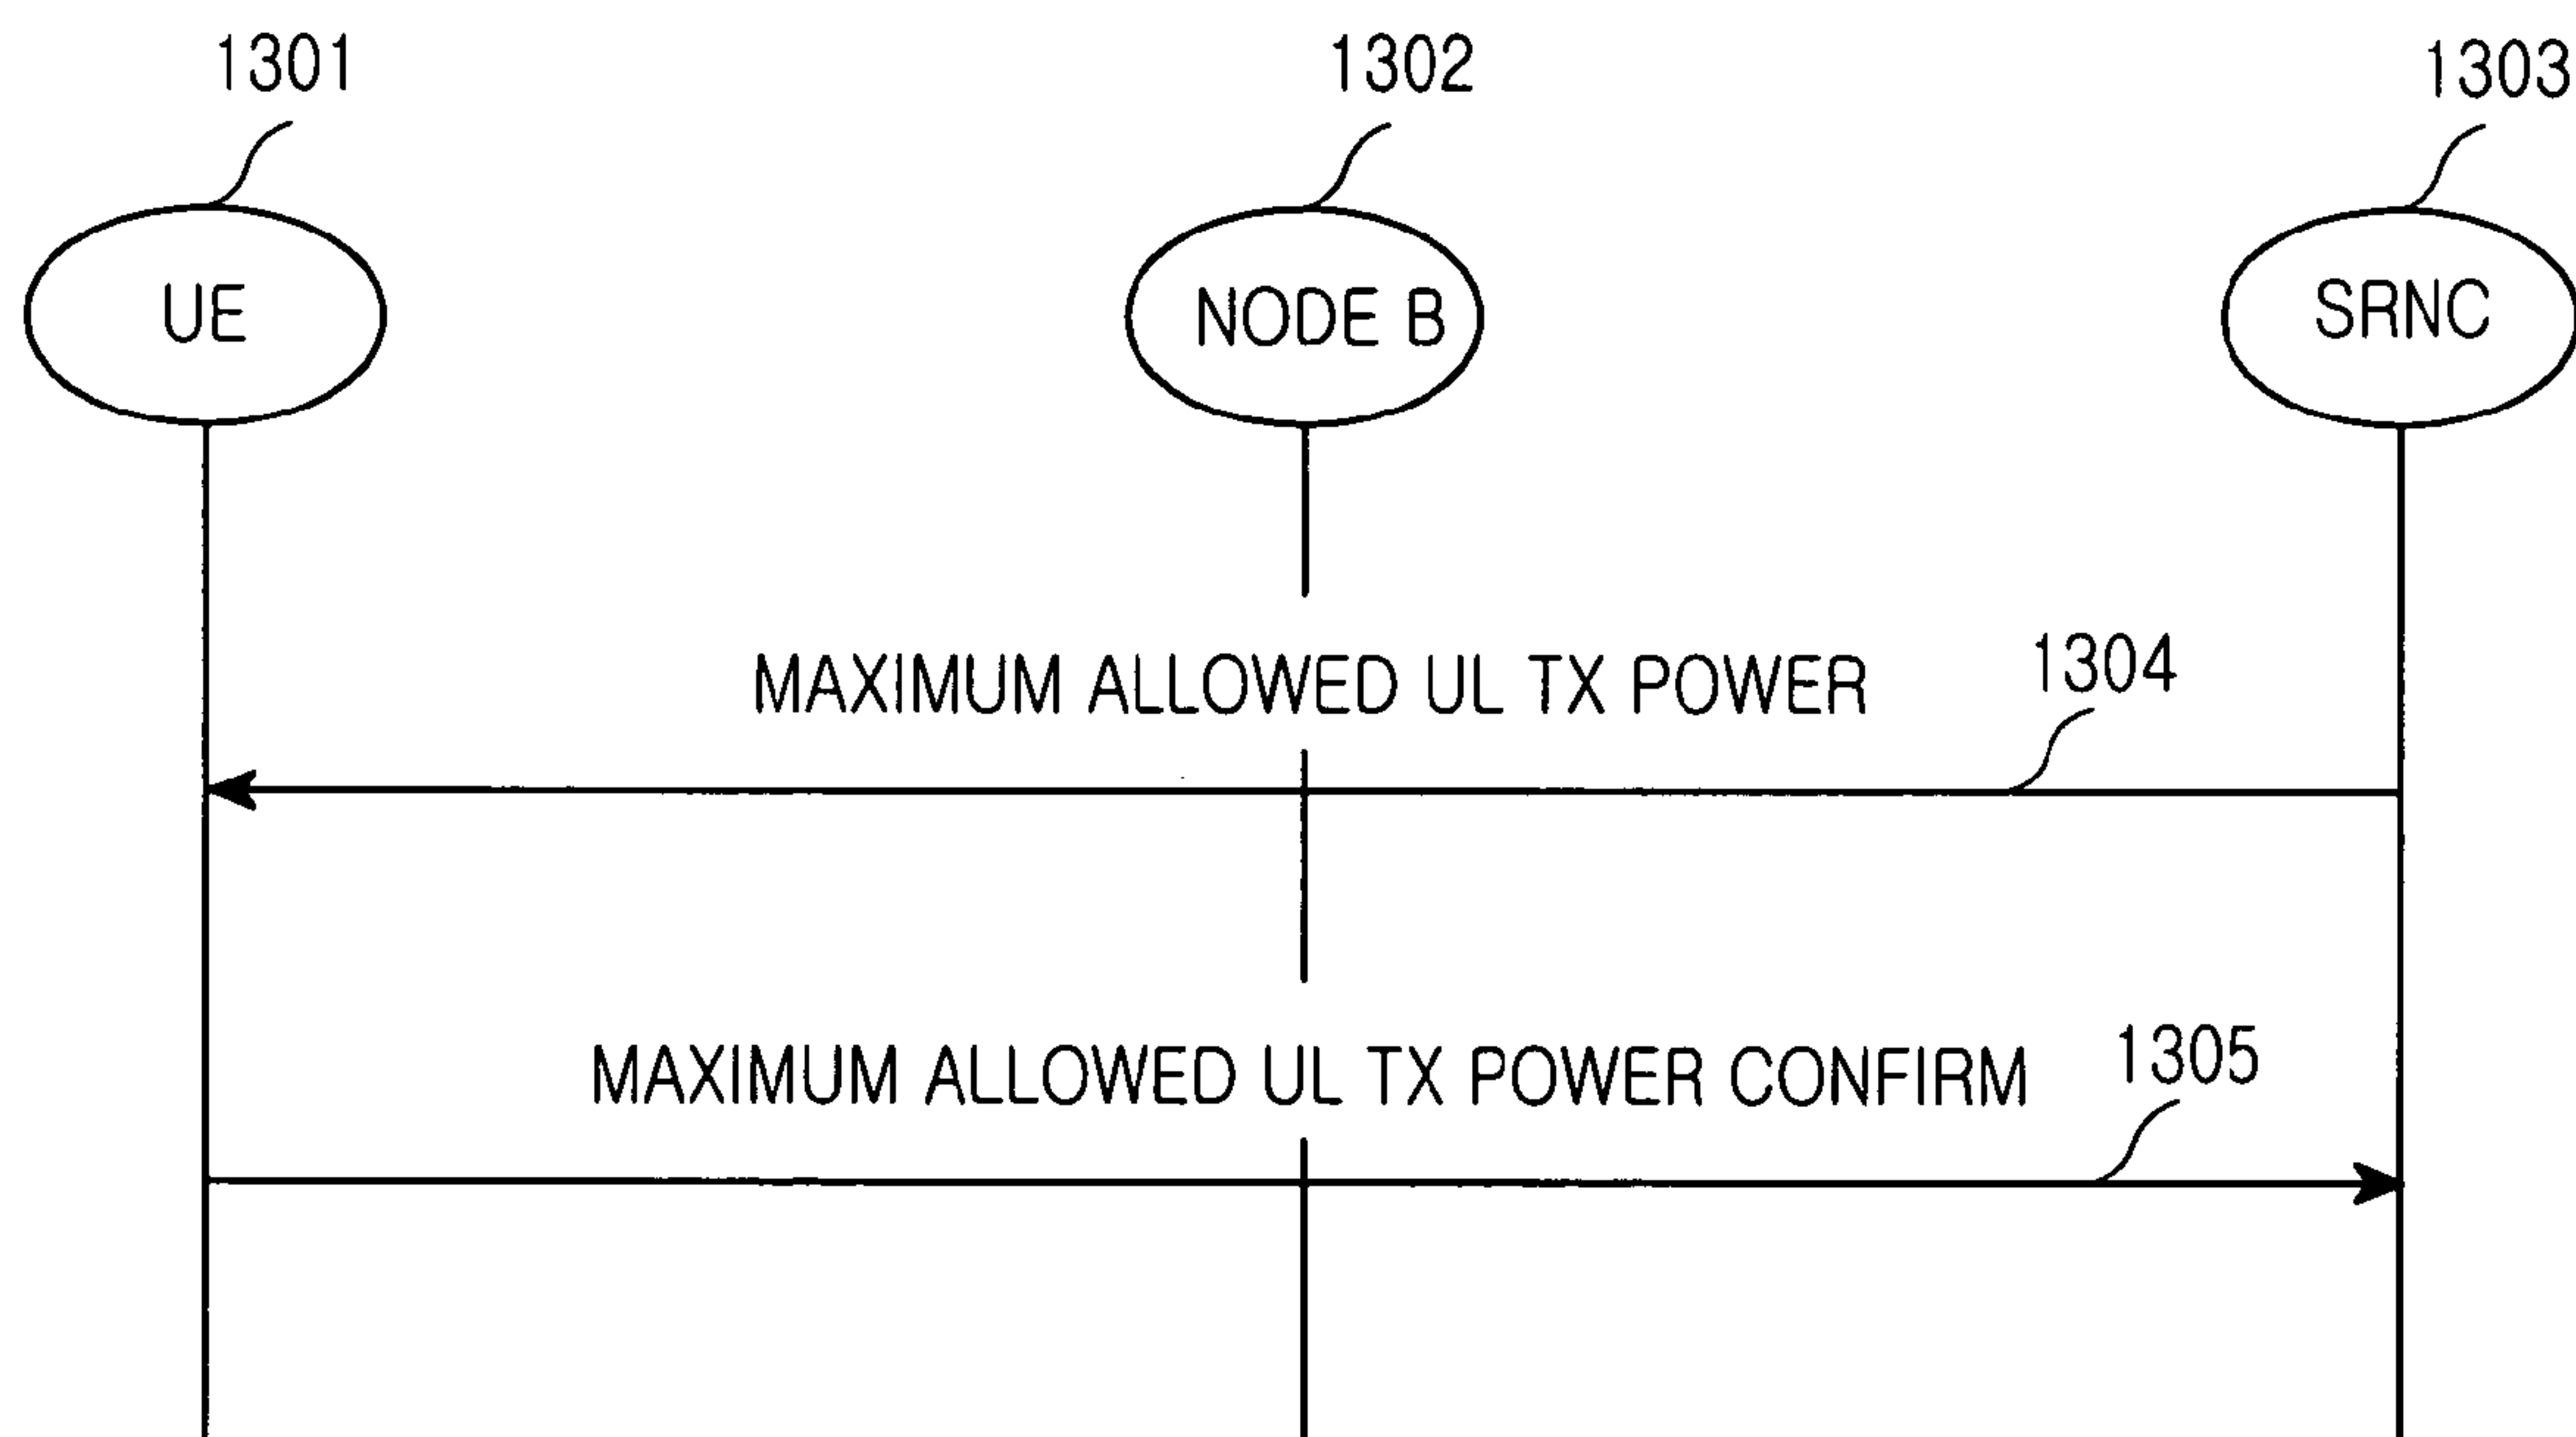 1301
1302
1303
UE
NODE B
SRNC
1304
MAXIMUM ALLOWED UL TX POWER
1305
MAXIMUM ALLOWED UL TX POWER CONFIRM